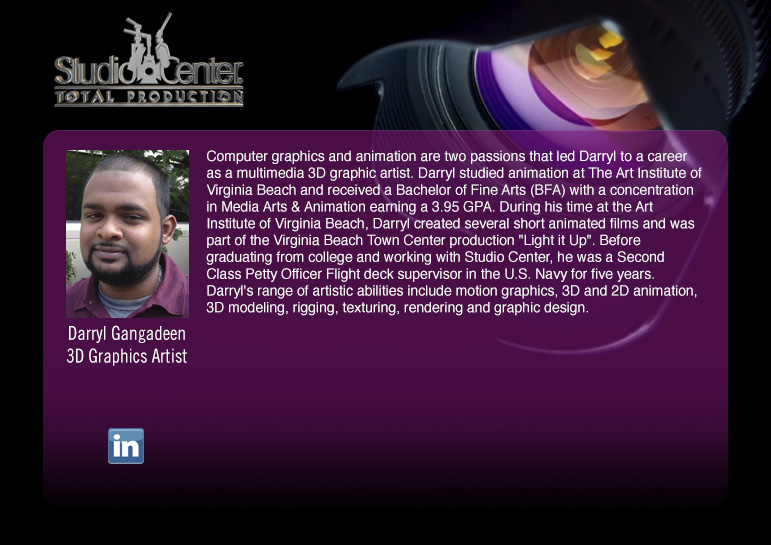 Studio Center
TOTAL PRODUCTION
Computer graphics and animation are two passions that led Darryl to a career
as a multimedia 3D graphic artist. Darryl studied animation at The Art Institute of
Virginia Beach and received a Bachelor of Fine Arts (BFA) with a concentration
in Media Arts & Animation earning a 3.95 GPA. During his time at the Art
Institute of Virginia Beach, Darryl created several short animated films and was
part of the Virginia Beach Town Center production "Light it Up". Before
graduating from college and working with Studio Center, he was a Second
Class Petty Officer Flight deck supervisor in the U.S. Navy for five years.
Darryl's range of artistic abilities include motion graphics, 3D and 2D animation,
3D modeling, rigging, texturing, rendering and graphic design.
Darryl Gangadeen
3D Graphics Artist
in